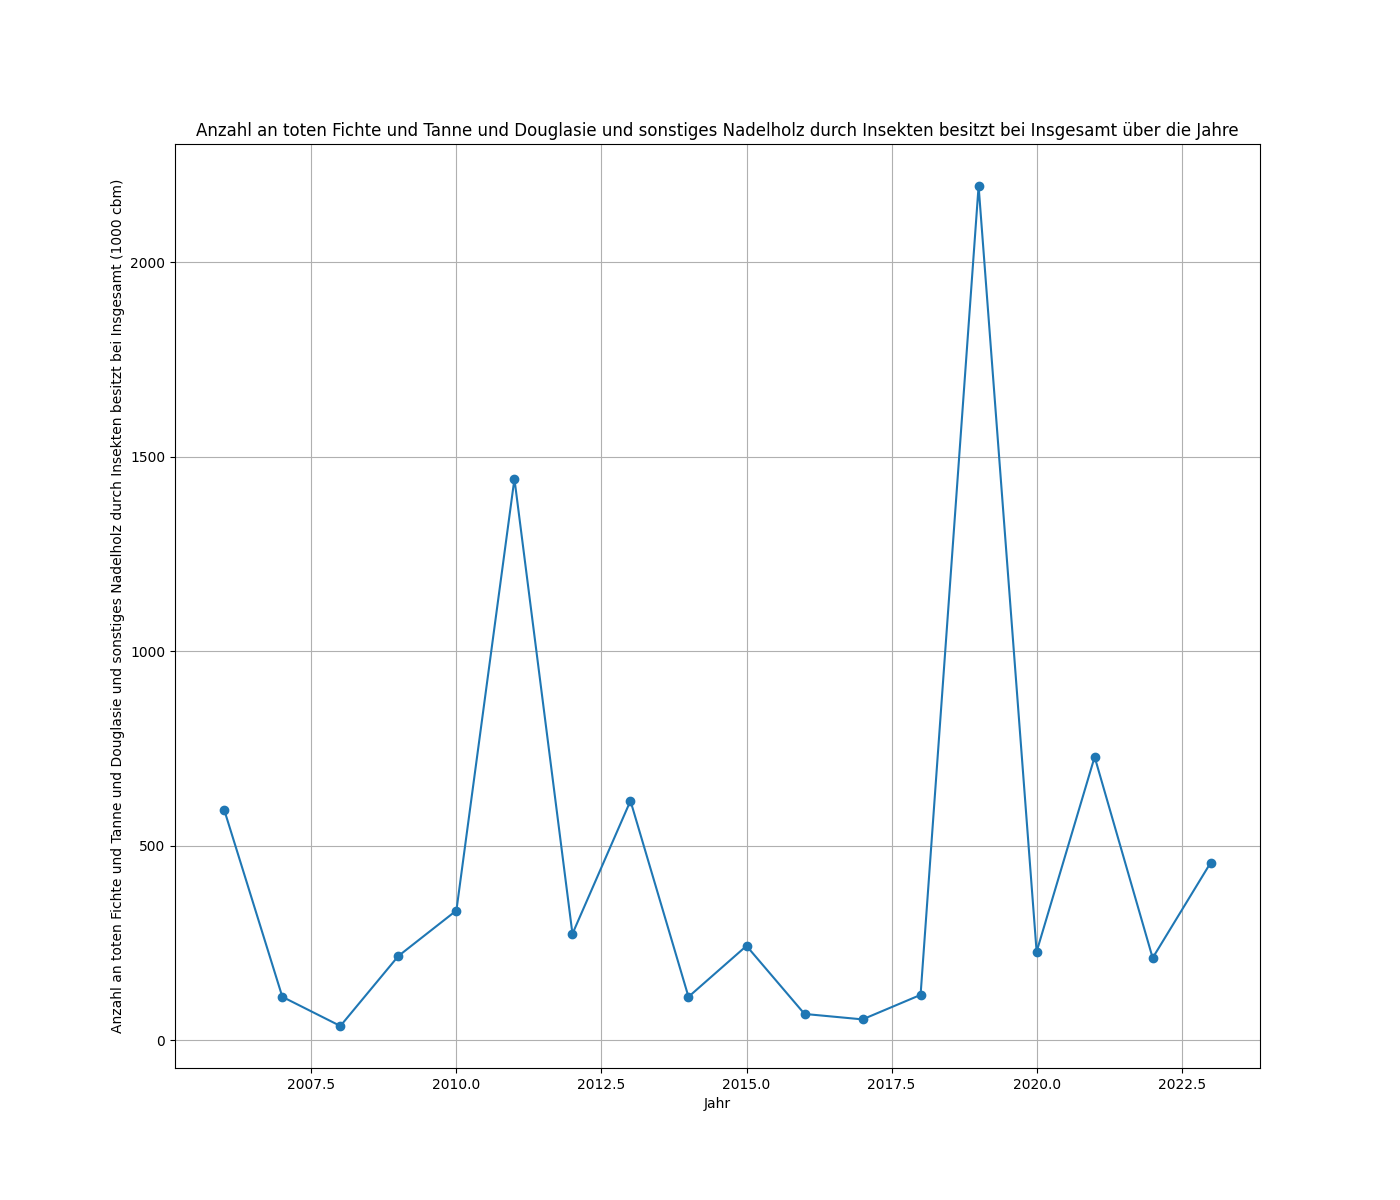 Anzahl an toten Fichte und Tanne und Douglasie und sonstiges Nadelholz durch Insekten besitzt bei Insgesamt über die Jahre
Anzahl an toten Fichte und Tanne und Douglasie und sonstiges Nadelholz durch Insekten besitzt bei Insgesamt (1000 cbm)
2000
1500
1000
500
0
2007.5 2010.0 2012.5 2015.0 2017.5 2020.0 2022.5
Jahr